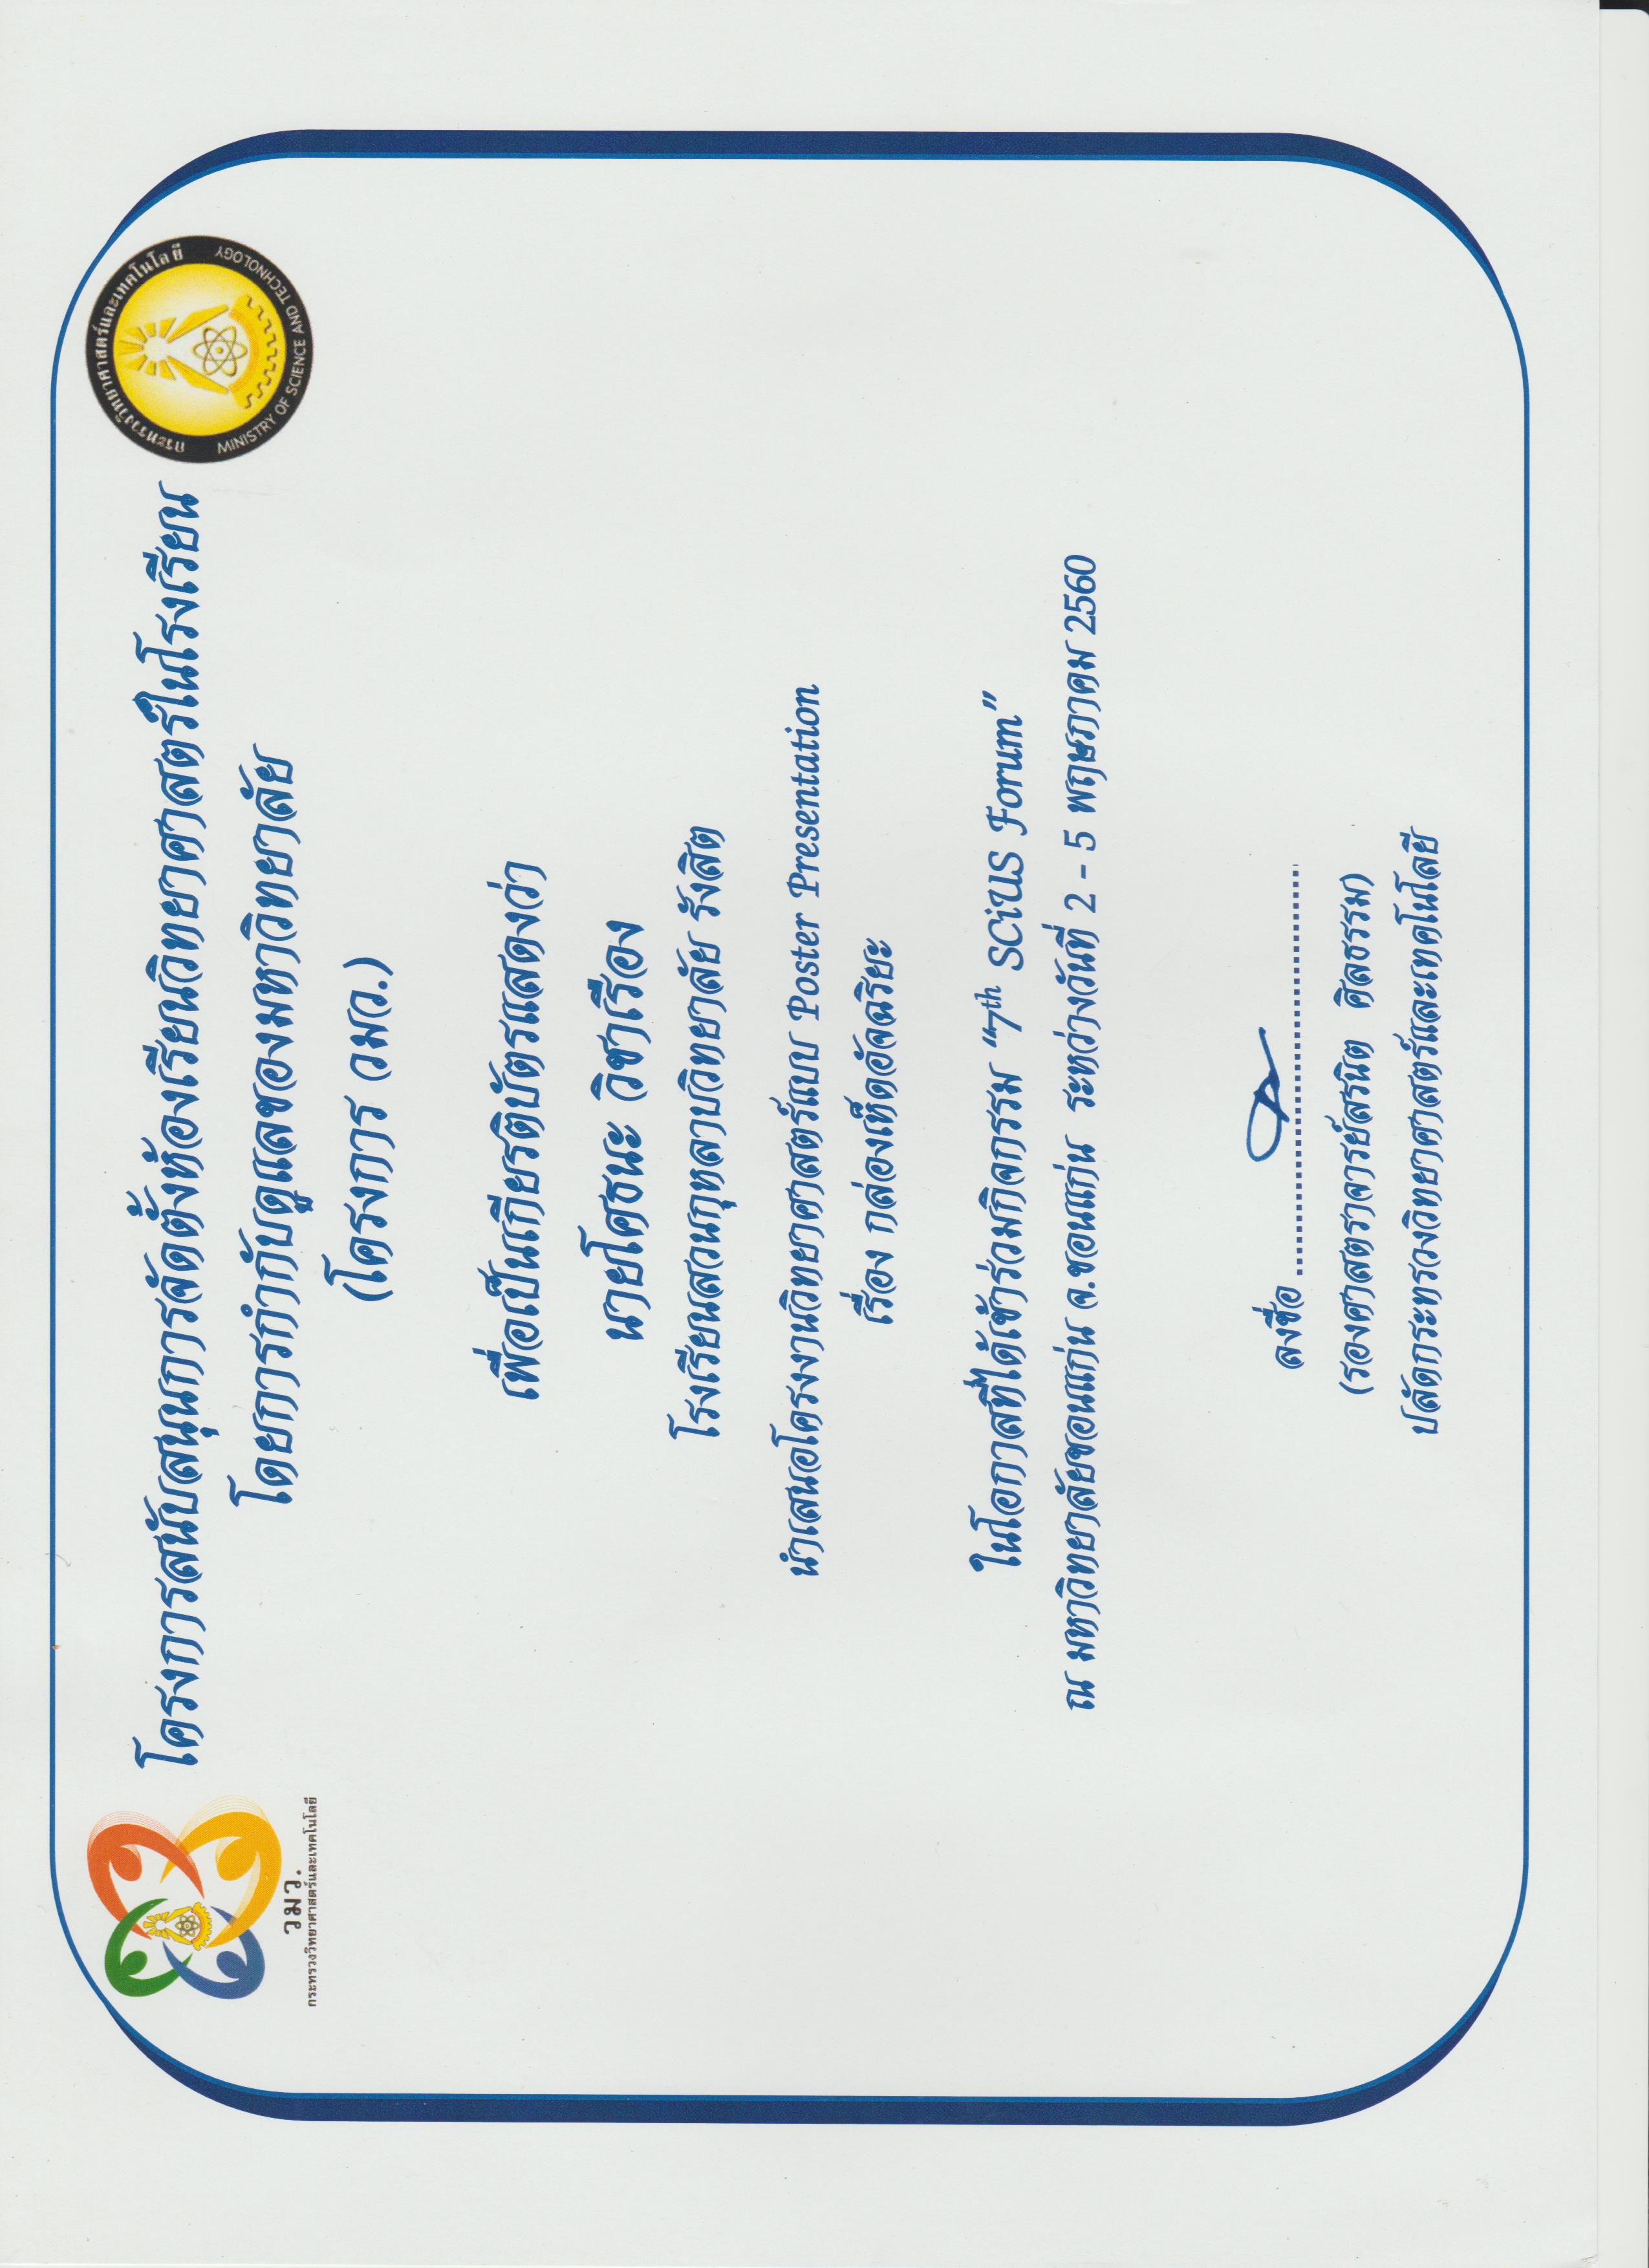 โครงการสนับสนุนการจัดตั้งห้องเรียนวิทยาศาสตร์ในโรงเรียน
โดยการกำกับดูแลของมหาวิทยาลัย
(โครงการ วมว.)
วมว.
กระทรวงวิทยาศาสตร์และเทคโนโลยี
กระทรวงวิทยาศาสตร์และเทคโนโลยี
MINISTRY OF SCIENCE AND TECHNOLOGY
เพื่อเป็นเกียรติบัตรแสดงว่า
นายโศธนะ วิชาเรือง
โรงเรียนสวนกุหลาบวิทยาลัย รังสิต
นำเสนอโครงงานวิทยาศาสตร์แบบ Poster Presentation
เรื่อง กล่องเห็ดอัจฉริยะ
ในโอกาสที่ได้เข้าร่วมกิจกรรม “7th SCiUS Forum”
ณ มหาวิทยาลัยขอนแก่น จ.ขอนแก่น ระหว่างวันที่ 2 - 5 พฤษภาคม 2560
ลงชื่อ
(รองศาสตราจารย์สรนิต ศิลธรรม)
ปลัดกระทรวงวิทยาศาสตร์และเทคโนโลยี